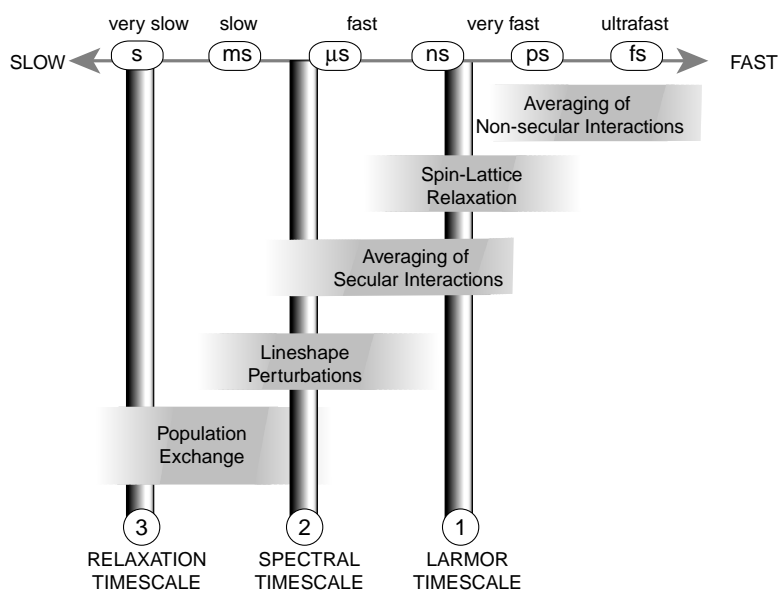 very slow slow fast very fast ultrafast
SLOW s ms μs ns ps fs FAST
Averaging of
Non-secular Interactions
Spin-Lattice
Relaxation
Averaging of
Secular Interactions
Lineshape
Perturbations
Population
Exchange
3 2 1
RELAXATION SPECTRAL LARMOR
TIMESCALE TIMESCALE TIMESCALE